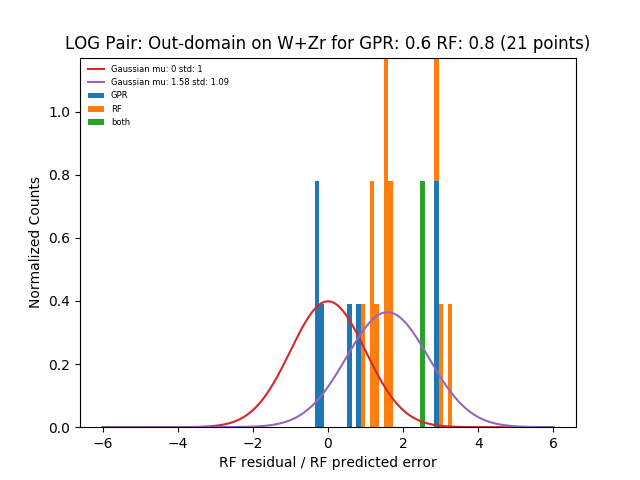 LOG Pair: Out-domain on W+Zr for GPR: 0.6 RF: 0.8 (21 points)
Gaussian mu: 0 std: 1
Gaussian mu: 1.58 std: 1.09
GPR
RF
both
Normalized Counts
1.0
0.8
0.6
0.4
0.2
0.0
−6 −4 −2 0 2 4 6
RF residual / RF predicted error